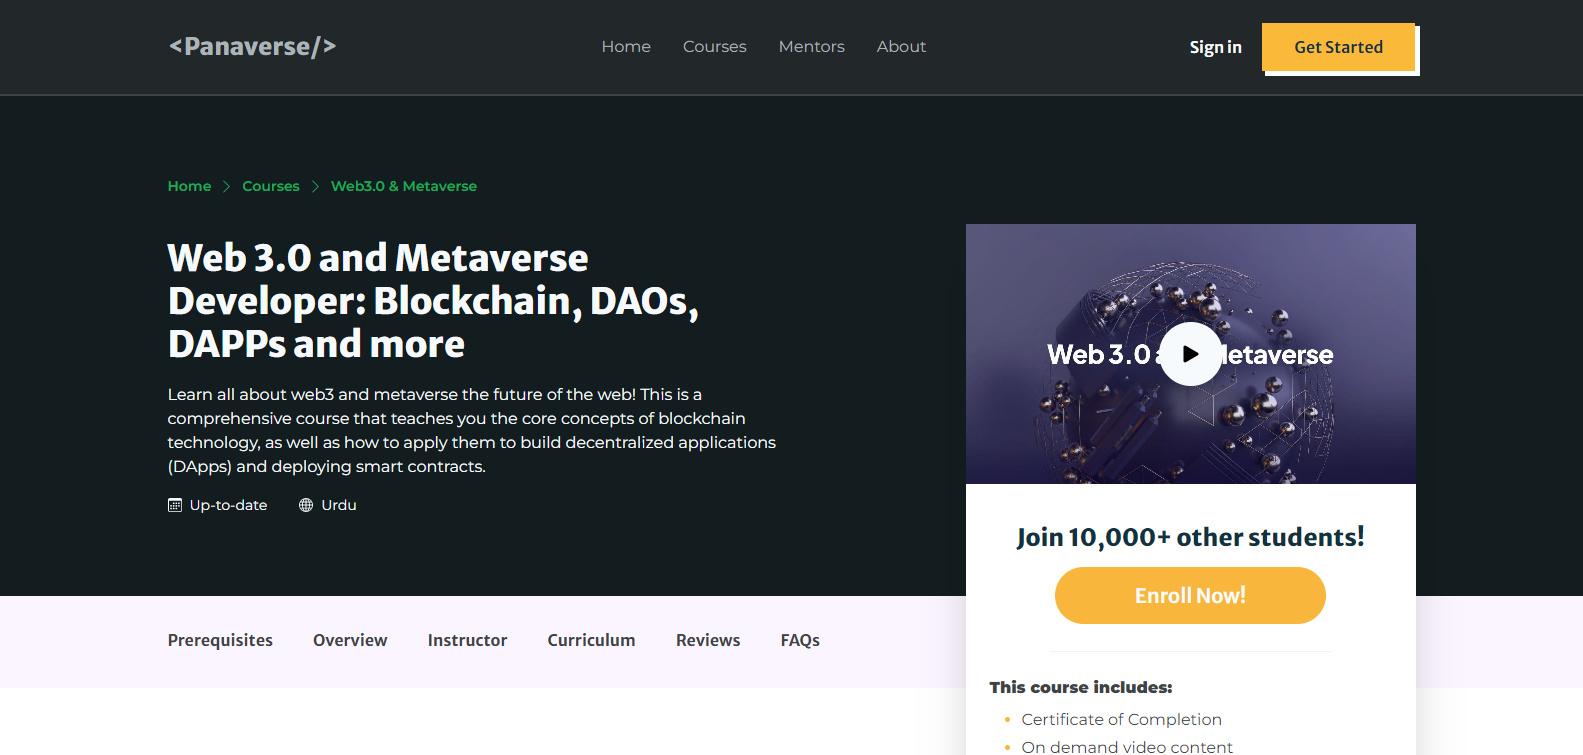 <Panaverse/>
Home Courses Mentors About
Sign in
Get Started
Home Courses Web3.0 & Metaverse
Web 3.0 and Metaverse
Developer: Blockchain, DAOs,
DAPPs and more
Learn all about web3 and metaverse the future of the web! This is a
comprehensive course that teaches you the core concepts of blockchain
technology, as well as how to apply them to build decentralized applications
(DApps) and deploying smart contracts.
Up-to-date Urdu
Web 3.0
Join 10,000+ other students!
Enroll Now!
Prerequisites Overview Instructor Curriculum Reviews FAQs
This course includes:
Certificate of Completion
On demand video content